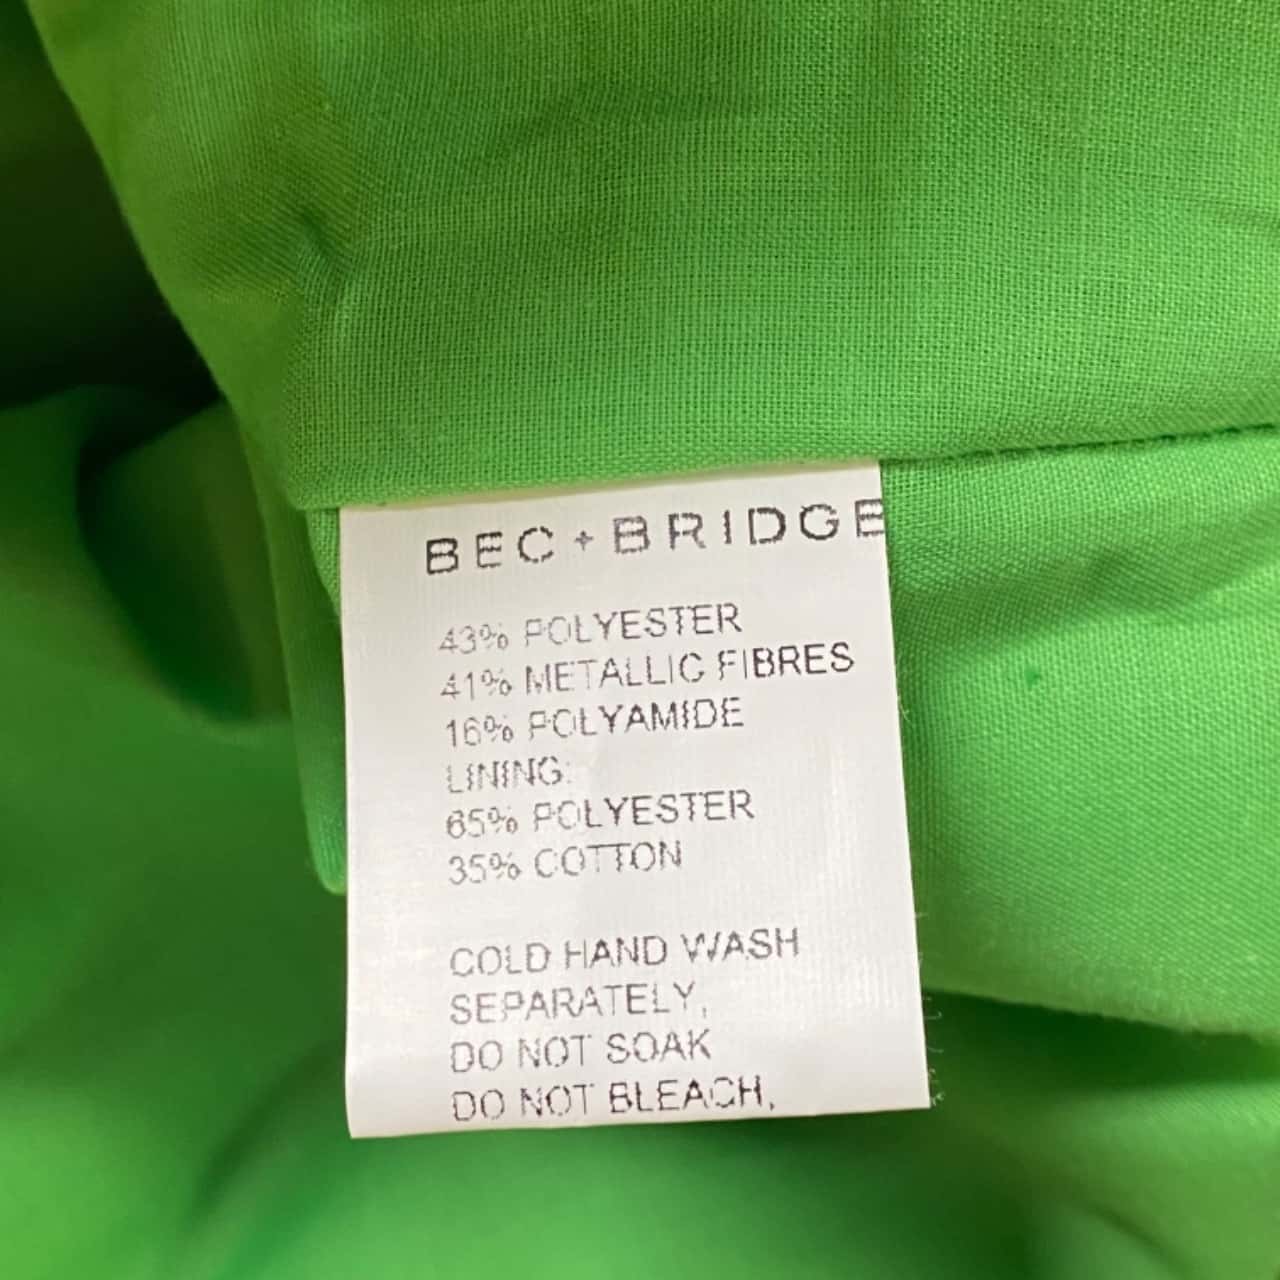 BEC + BRIDGE
43% POLYESTER
41% METALLIC FIBRES
16% POLYAMIDE
LINING:
65% POLYESTER
35% COTTON
COLD HAND WASH
SEPARATELY,
DO NOT SOAK
DO NOT BLEACH,